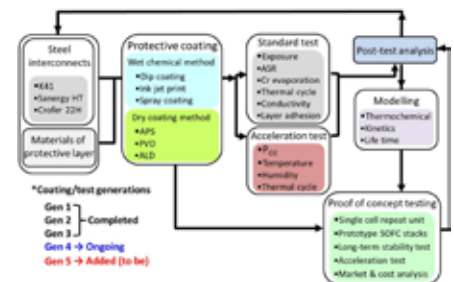 Steel interconnects
• K41
• Sanergy HT
• Crofer 22H
Materials of
protective layer
Protective coating
Wet chemical method
• Dip coating
• Ink jet print
• Spray coating
Dry coating method
• APS
• PVD
• ALD
Standard test
• Exposure
• ASR
• Cr evaporation
• Thermal cycle
• Conductivity
• Layer adhesion
Acceleration test
• Temperature
• Humidity
• Thermal cycle
Post-test analysis
Modelling
• Thermochemical
• Kinetics
• Life time
Proof of concept testing
• Single cell repeat unit
• Prototype SOFC stacks
• Long-term stability test
• Acceleration test
• Market & cost analysis
*Coating/test generations
Gen 1
Gen 2 Completed
Gen 3
Gen 4 → Ongoing
Gen 5 → Added (to be)